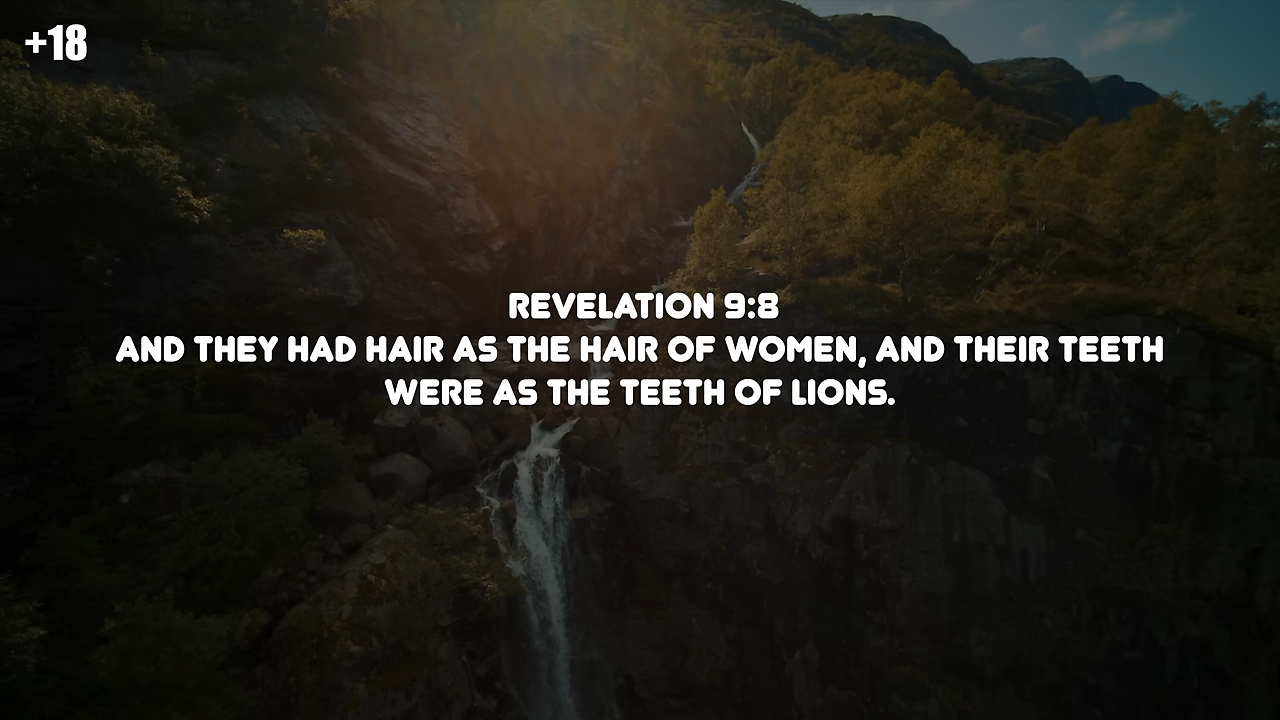 +18
REVELATION 9:8
AND THEY HAD HAIR AS THE HAIR OF WOMEN, AND THEIR TEETH
WERE AS THE TEETH OF LIONS.